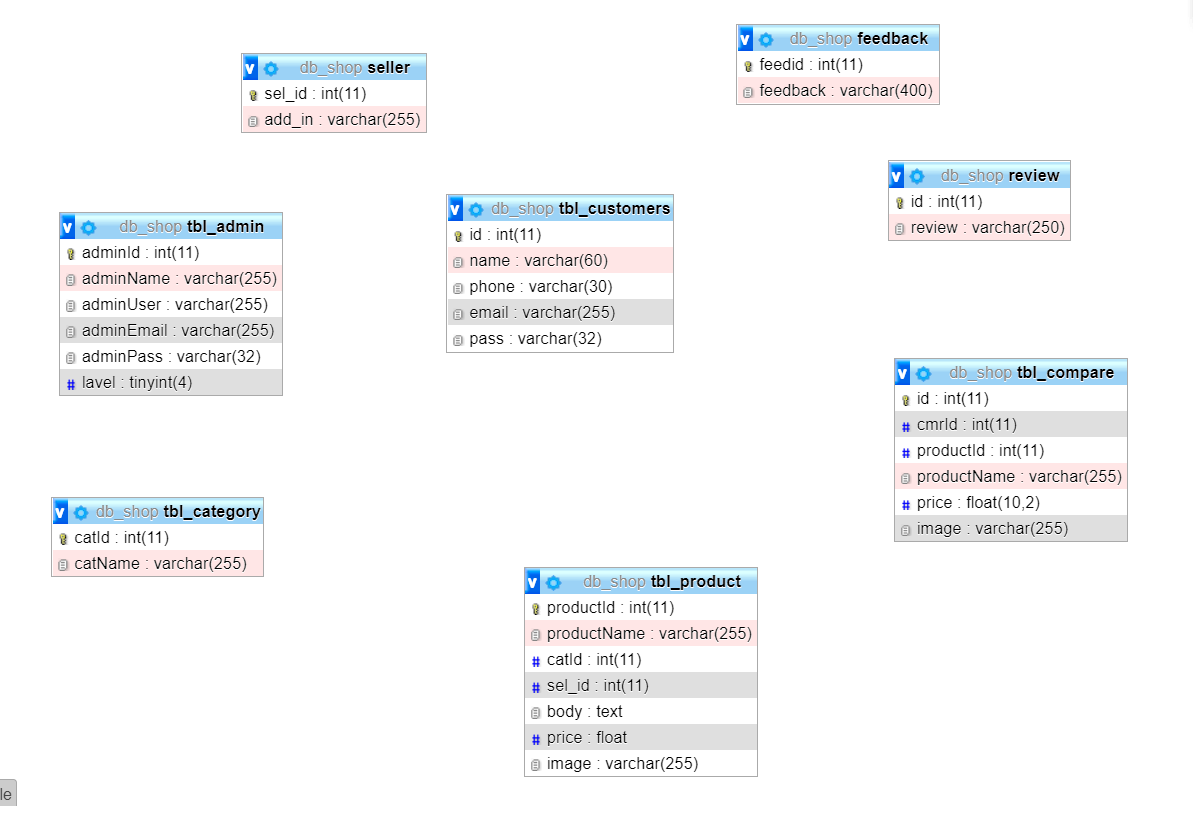 db_shop seller
sel_id : int(11)
add_in : varchar(255)
db_shop feedback
feedid : int(11)
feedback : varchar(400)
db_shop review
id : int(11)
review : varchar(250)
db_shop tbl_admin
adminId : int(11)
adminName : varchar(255)
adminUser : varchar(255)
adminEmail : varchar(255)
adminPass : varchar(32)
# lavel : tinyint(4)
db_shop tbl_customers
id : int(11)
name : varchar(60)
phone : varchar(30)
email : varchar(255)
pass : varchar(32)
db_shop tbl_compare
id : int(11)
# cmrId : int(11)
# productId : int(11)
productName : varchar(255)
# price : float(10,2)
image : varchar(255)
db_shop tbl_category
catId : int(11)
catName : varchar(255)
db_shop tbl_product
productId : int(11)
productName : varchar(255)
# catId : int(11)
# sel_id : int(11)
body : text
# price : float
image : varchar(255)
le